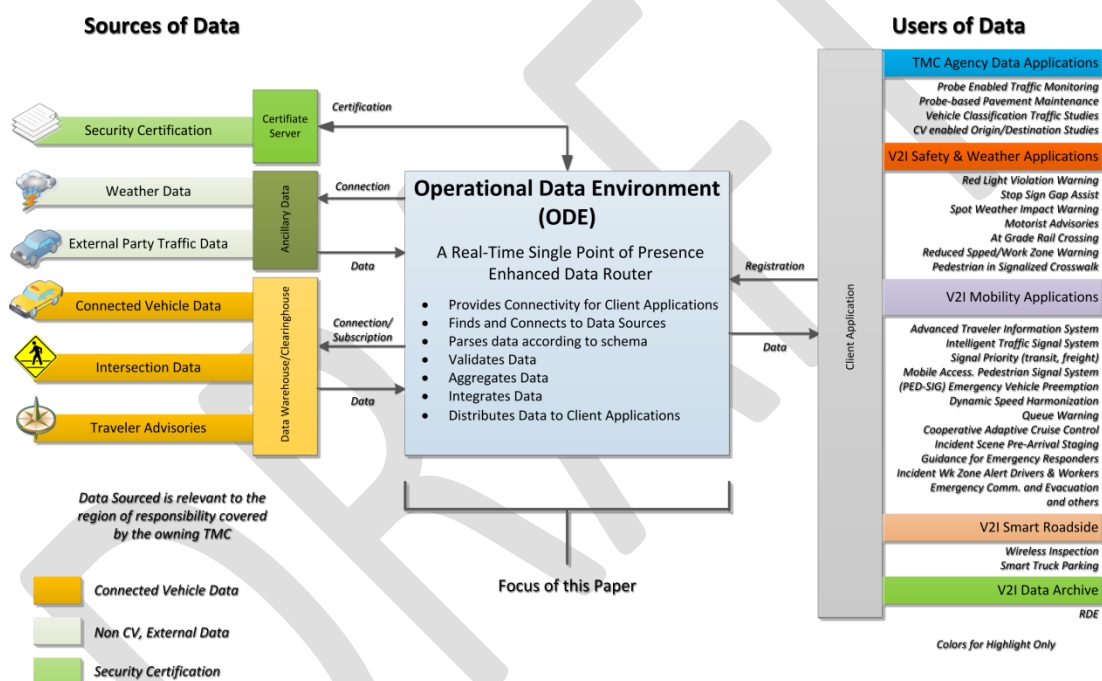 Sources of Data
Users of Data
Security Certification
Certifiate
Server
Certification
Weather Data
External Party Traffic Data
Ancillary Data
Connection
Data
Connected Vehicle Data
Intersection Data
Traveler Advisories
Data Warehouse/Clearinghouse
Connection/
Subscription
Data
Operational Data Environment
(ODE)
A Real-Time Single Point of Presence
Enhanced Data Router
• Provides Connectivity for Client Applications
• Finds and Connects to Data Sources
• Parses data according to schema
• Validates Data
• Aggregates Data
• Integrates Data
• Distributes Data to Client Applications
Registration
Data
Client Application
TMC Agency Data Applications
Probe Enabled Traffic Monitoring
Probe-based Pavement Maintenance
Vehicle Classification Traffic Studies
CV enabled Origin/Destination Studies
V2I Safety & Weather Applications
Red Light Violation Warning
Stop Sign Gap Assist
Spot Weather Impact Warning
Motorist Advisories
At Grade Rail Crossing
Reduced Spped/Work Zone Warning
Pedestrian in Signalized Crosswalk
V2I Mobility Applications
Advanced Traveler Information System
Intelligent Traffic Signal System
Signal Priority (transit, freight)
Mobile Access. Pedestrian Signal System
(PED-SIG) Emergency Vehicle Preemption
Dynamic Speed Harmonization
Queue Warning
Cooperative Adaptive Cruise Control
Incident Scene Pre-Arrival Staging
Guidance for Emergency Responders
Incident Wk Zone Alert Drivers & Workers
Emergency Comm. and Evacuation
and others
V2I Smart Roadside
Wireless Inspection
Smart Truck Parking
V2I Data Archive
RDE
Colors for Highlight Only
Data Sourced is relevant to the
region of responsibility covered
by the owning TMC
Focus of this Paper
Connected Vehicle Data
Non CV, External Data
Security Certification
DRAFT